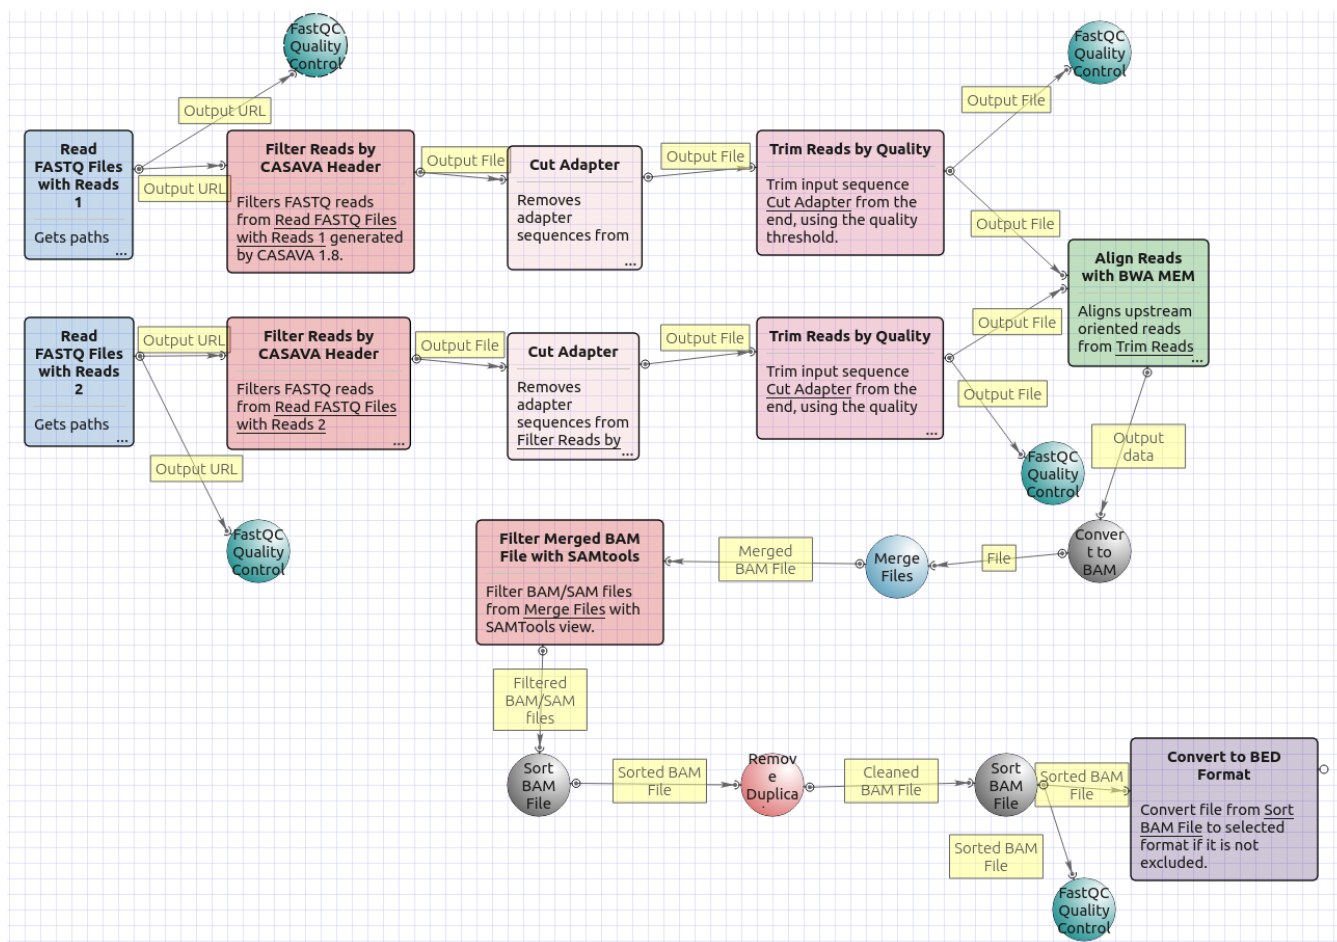 FastQC
Quality
Control
FastQC
Quality
Control
Output URL
Output File
Read
FASTQ Files
with Reads
1
Gets paths
...
Output URL
Filter Reads by
CASAVA Header
Filters FASTQ reads
from Read FASTQ Files
with Reads 1 generated
by CASAVA 1.8.
Output File
Cut Adapter
Removes
adapter
sequences from
...
Output File
Trim Reads by Quality
Trim input sequence
Cut Adapter from the
end, using the quality
threshold.
Output File
Align Reads
with BWA MEM
Aligns upstream
oriented reads
from Trim Reads
...
Read
FASTQ Files
with Reads
2
Gets paths
...
Output URL
Filter Reads by
CASAVA Header
Filters FASTQ reads
from Read FASTQ Files
with Reads 2
...
Output File
Cut Adapter
Removes
adapter
sequences from
Filter Reads by
...
Output File
Trim Reads by Quality
Trim input sequence
Cut Adapter from the
end, using the quality
...
Output File
Output File
Output URL
FastQC
Quality
Control
Output
data
FastQC
Quality
Control
Filter Merged BAM
File with SAMtools
Filter BAM/SAM files
from Merge Files with
SAMTools view.
Merged
BAM File
Merge
Files
File
Conver
t to
BAM
Filtered
BAM/SAM
files
Sort
BAM
File
Sorted BAM
File
Remov
e
Duplica
Cleaned
BAM File
Sort
BAM
File
Sorted BAM
File
Convert to BED
Format
Convert file from Sort
BAM File to selected
format if it is not
excluded.
Sorted BAM
File
FastQC
Quality
Control